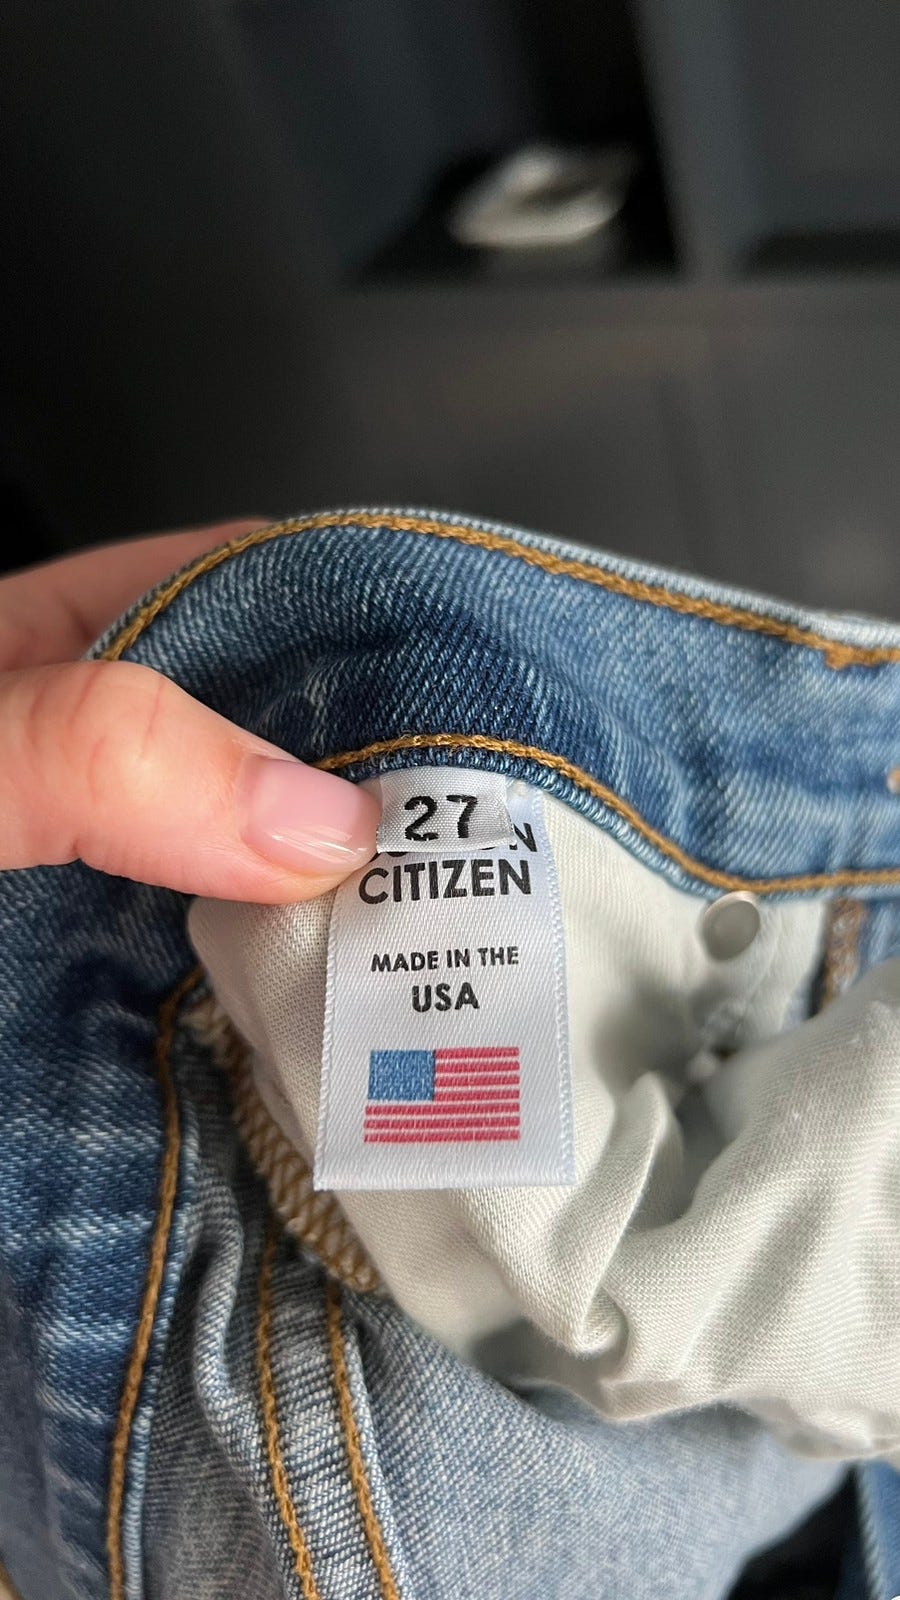 27
CITIZEN
MADE IN THE
USA